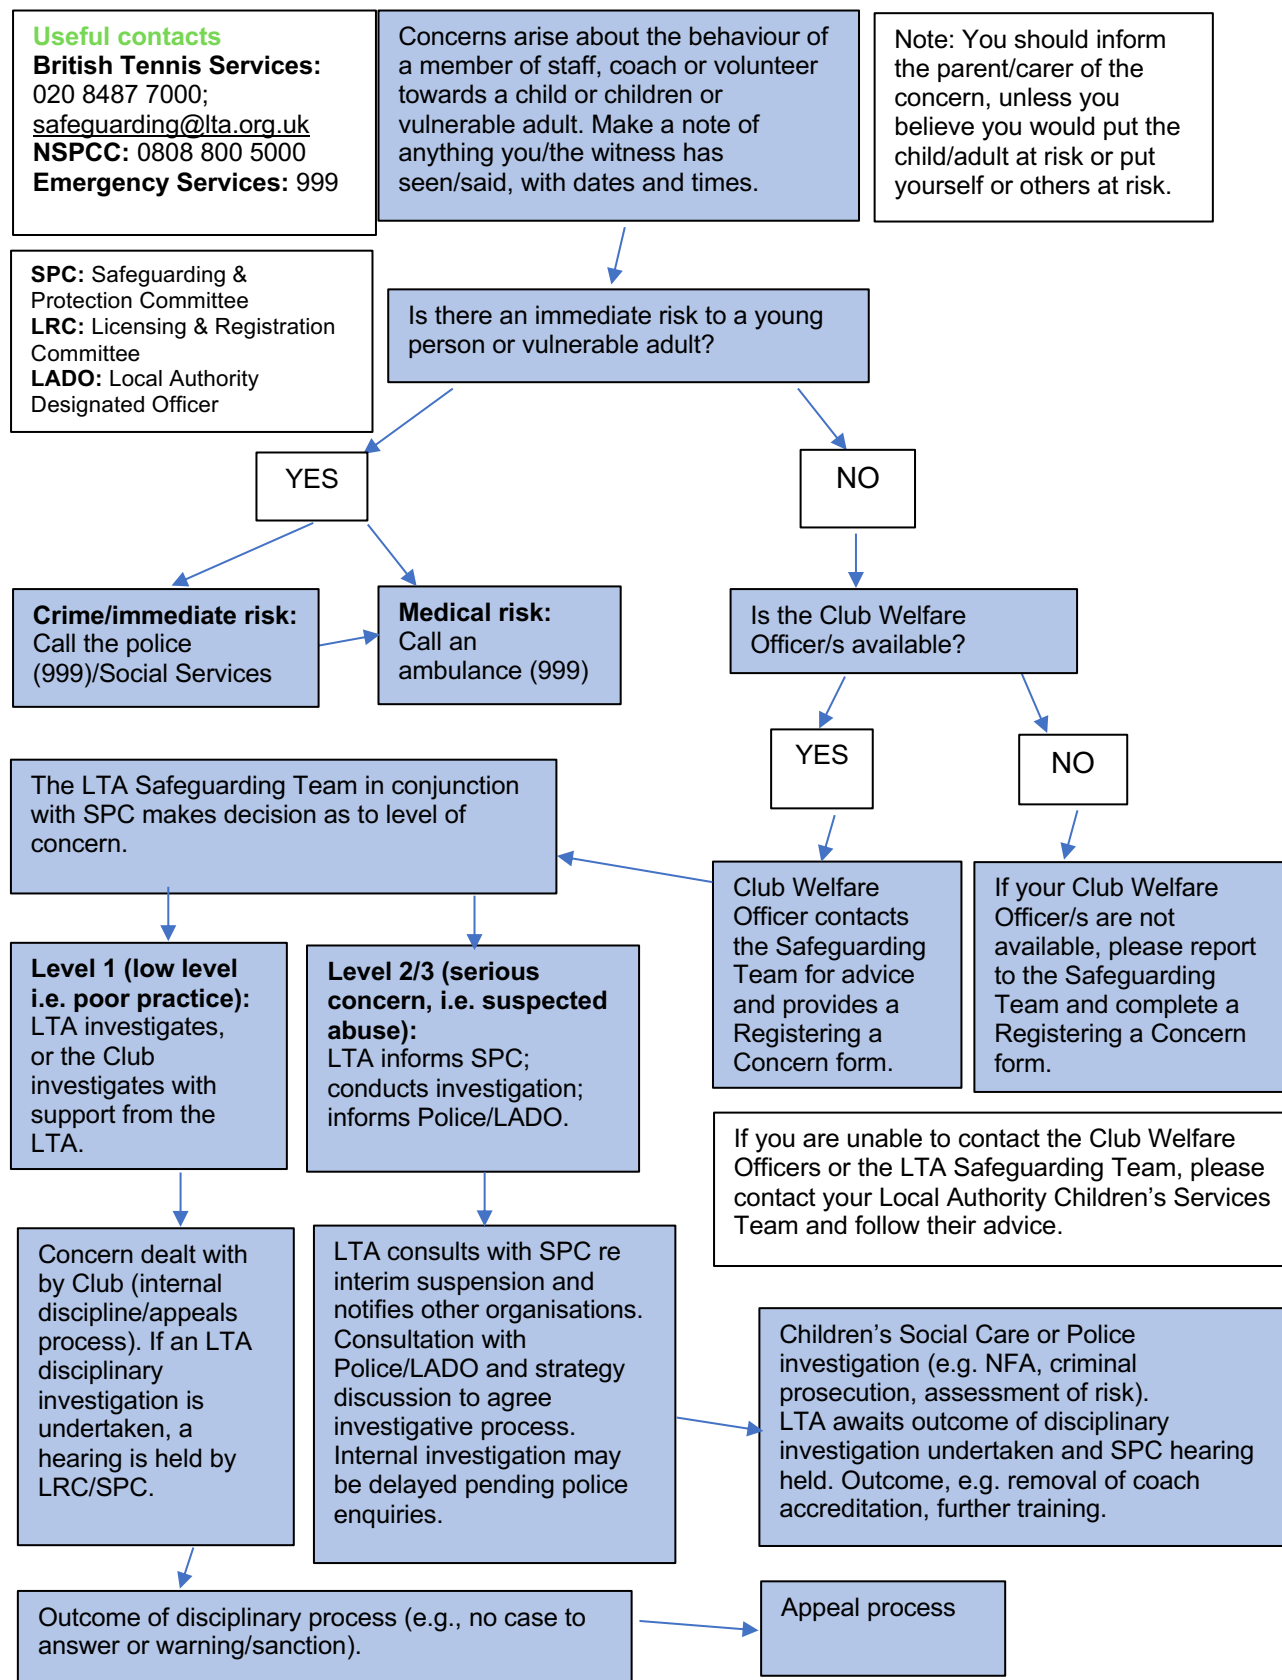 Useful contacts
British Tennis Services:
020 8487 7000;
safeguarding@lta.org.uk
NSPCC: 0808 800 5000
Emergency Services: 999
Concerns arise about the behaviour of
a member of staff, coach or volunteer
towards a child or children or
vulnerable adult. Make a note of
anything you/the witness has
seen/said, with dates and times.
Note: You should inform
the parent/carer of the
concern, unless you
believe you would put the
child/adult at risk or put
yourself or others at risk.
SPC: Safeguarding &
Protection Committee
LRC: Licensing & Registration
Committee
LADO: Local Authority
Designated Officer
Is there an immediate risk to a young
person or vulnerable adult?
YES
NO
Crime/immediate risk:
Call the police
(999)/Social Services
Medical risk:
Call an
ambulance (999)
Is the Club Welfare
Officer/s available?
YES
NO
The LTA Safeguarding Team in conjunction
with SPC makes decision as to level of
concern.
Club Welfare
Officer contacts
the Safeguarding
Team for advice
and provides a
Registering a
Concern form.
If your Club Welfare
Officer/s are not
available, please report
to the Safeguarding
Team and complete a
Registering a Concern
form.
Level 1 (low level
i.e. poor practice):
LTA investigates,
or the Club
investigates with
support from the
LTA.
Level 2/3 (serious
concern, i.e. suspected
abuse):
LTA informs SPC;
conducts investigation;
informs Police/LADO.
If you are unable to contact the Club Welfare
Officers or the LTA Safeguarding Team, please
contact your Local Authority Children’s Services
Team and follow their advice.
Concern dealt with
by Club (internal
discipline/appeals
process). If an LTA
disciplinary
investigation is
undertaken, a
hearing is held by
LRC/SPC.
LTA consults with SPC re
interim suspension and
notifies other organisations.
Consultation with
Police/LADO and strategy
discussion to agree
investigative process.
Internal investigation may
be delayed pending police
enquiries.
Children’s Social Care or Police
investigation (e.g. NFA, criminal
prosecution, assessment of risk).
LTA awaits outcome of disciplinary
investigation undertaken and SPC hearing
held. Outcome, e.g. removal of coach
accreditation, further training.
Outcome of disciplinary process (e.g., no case to
answer or warning/sanction).
Appeal process